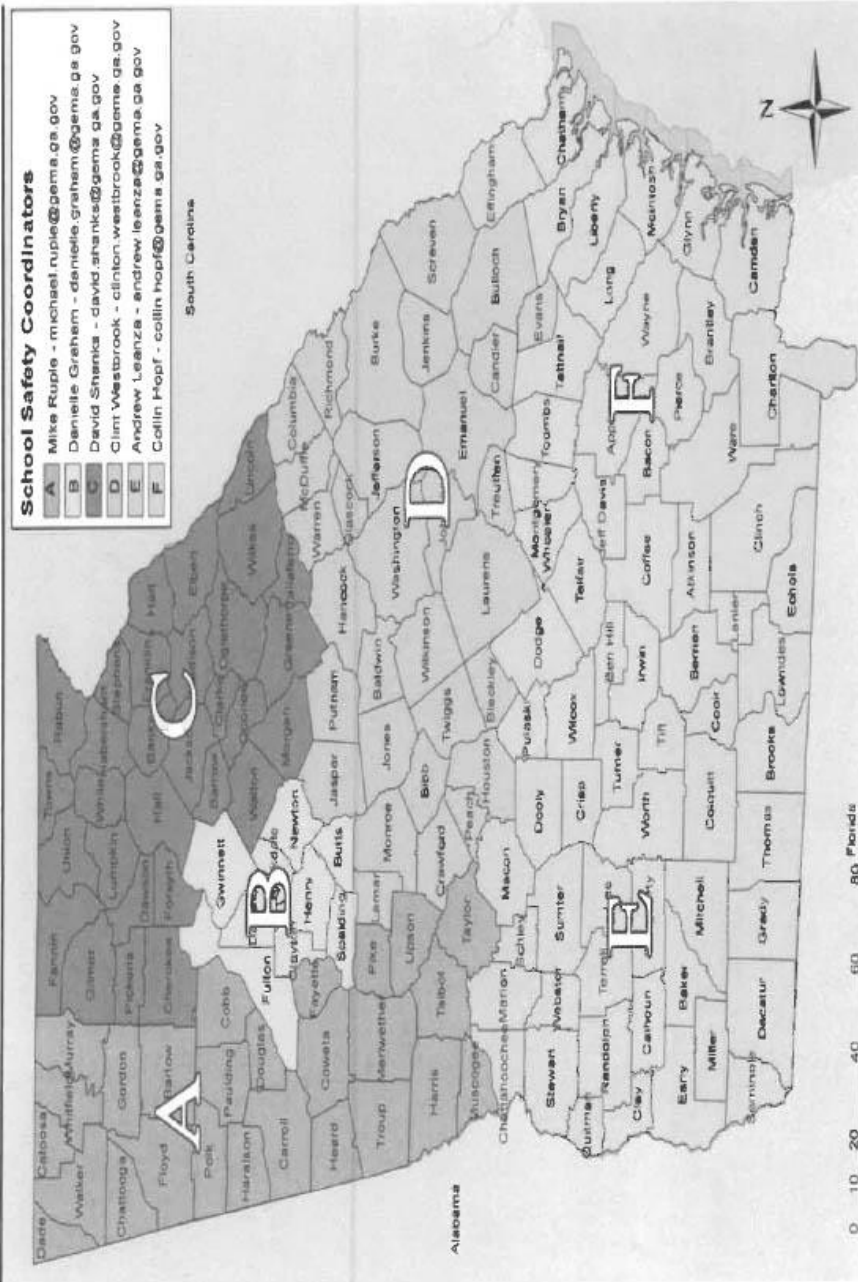 School Safety Coordinators
A Mike Ruple - michael.ruple@gema.ga.gov
B Danielle Graham - danielle.graham@gema.ga.gov
C David Shanks - david.shanks@gema.ga.gov
D Clint Westbrook - clinton.westbrook@gema.ga.gov
E Andrew Leanza - andrew.leanza@gema.ga.gov
F Collin Hopf - collin.hopf@gema.ga.gov
South Carolina
Dade
Catoosa
Whitfield
Murray
Walker
Fannin
Union
Towns
Rabun
Gilmer
Gordon
Chattooga
Lumpkin
White
Habersham
Stephens
Pickens
Dawson
Banks
Franklin
Hart
Floyd
Bartow
Cherokee
Forsyth
Hall
C
A
Jackson
Elbert
Polk
Paulding
Cobb
Gwinnett
Barrow
Clarke
Oglethorpe
Wilkes
Lincoln
Haralson
Douglas
Fulton
B
Walton
Oconee
Greene
Taliaferro
Columbia
McDuffie
Carroll
Clayton
Newton
Morgan
Warren
Richmond
Fayette
Henry
Heard
Coweta
Spalding
Butts
Jasper
Putnam
Hancock
Glascock
Troup
Meriwether
Pike
Lamar
Monroe
Jones
Baldwin
Washington
Jefferson
Burke
Upson
Bibb
Wilkinson
D
Jenkins
Screven
Harris
Talbot
Taylor
Crawford
Peach
Twiggs
Emanuel
Muscogee
Houston
Bleckley
Laurens
Treutlen
Candler
Bulloch
Effingham
Chattahoochee
Marion
Schley
Macon
Pulaski
Dodge
Montgomery
Wheeler
Toombs
Evans
Bryan
Chatham
Alabama
Stewart
Webster
Sumter
Dooly
Wilcox
Telfair
Tattnall
Liberty
Long
Quitman
Randolph
Terrell
Crisp
Ben Hill
Jeff Davis
F
Wayne
McIntosh
Clay
Calhoun
E
Turner
Worth
Irwin
Coffee
Bacon
Pierce
Early
Baker
Mitchell
Tift
Atkinson
Brantley
Glynn
Miller
Colquitt
Cook
Berrien
Lanier
Ware
Camden
Seminole
Decatur
Grady
Thomas
Brooks
Lowndes
Echols
Clinch
Charlton
0 10 20 40 60 80
Florida
N